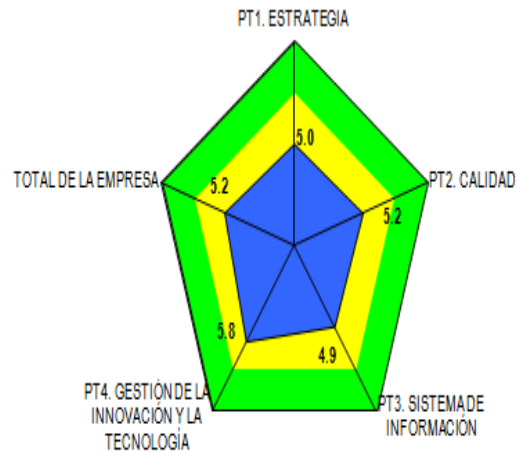 PT1. ESTRATEGIA
5.0
TOTAL DE LA EMPRESA
5.2
PT2. CALIDAD
5.2
5.8
4.9
PT4. GESTIÓN DE LA
INNOVACIÓN Y LA
TECNOLOGÍA
PT3. SISTEMA DE
INFORMACIÓN